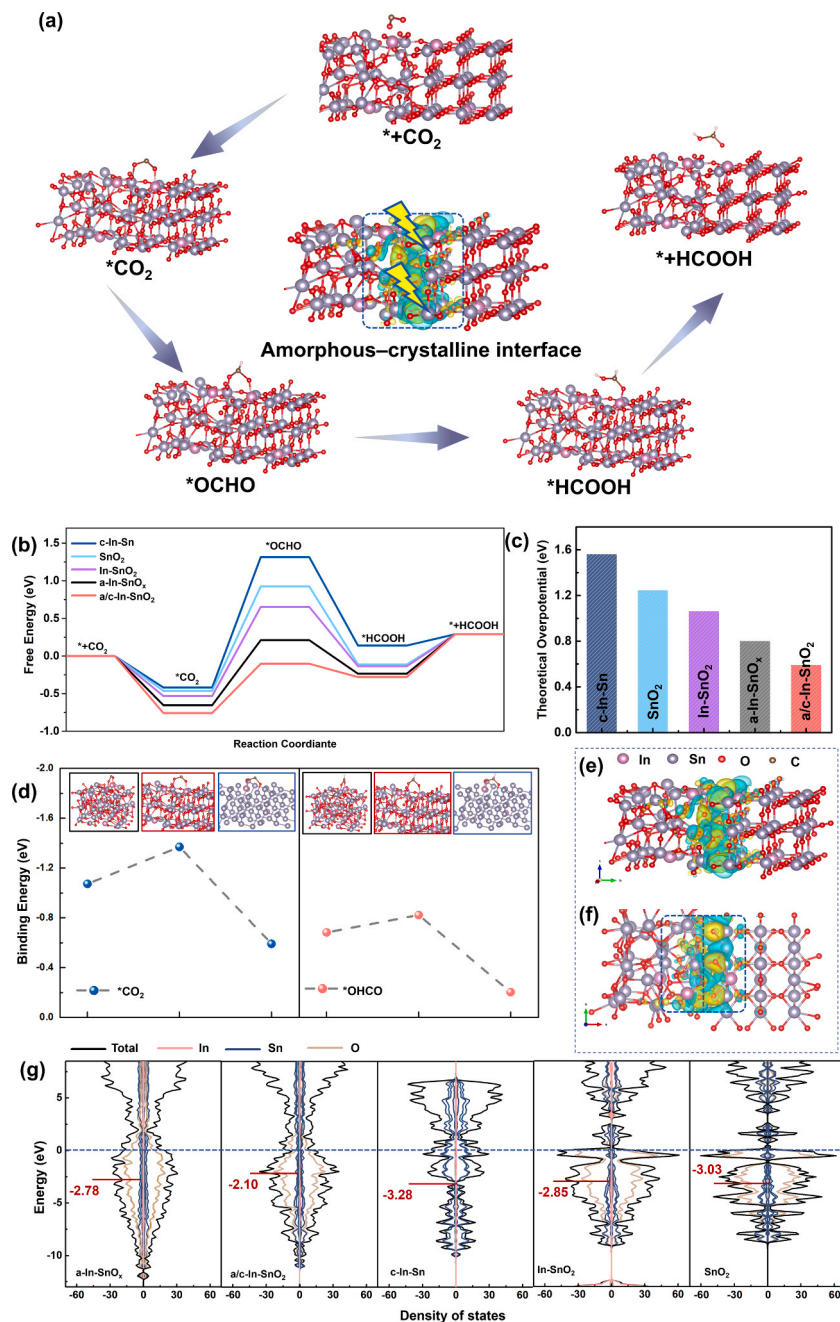 (a)
*+CO2
*CO2
*+HCOOH
Amorphous–crystalline interface
*OCHO
*HCOOH
(b)
c-In-Sn
SnO2
In-SnO2
a-In-SnOx
a/c-In-SnO2
1.5
1.0
0.5
0.0
-0.5
-1.0
Free Energy (eV)
*+CO2
*CO2
*OCHO
*HCOOH
*+HCOOH
Reaction Coordiante
(c)
1.6
1.2
0.8
0.4
0.0
Theoretical Overpotential (eV)
c-In-Sn
SnO2
In-SnO2
a-In-SnOx
a/c-In-SnO2
(d)
-2.0
-1.6
-1.2
-0.8
-0.4
0.0
Binding Energy (eV)
*CO2
*OHCO
(e)
In Sn O C
(f)
(g)
Total In Sn O
5
0
-5
-10
Energy (eV)
-2.78
-2.10
-3.28
-2.85
-3.03
a-In-SnOx
a/c-In-SnO2
c-In-Sn
In-SnO2
SnO2
-60 -30 0 30 60
-60 -30 0 30 60
-60 -30 0 30 60
-60 -30 0 30 60
-60 -30 0 30 60
Density of states